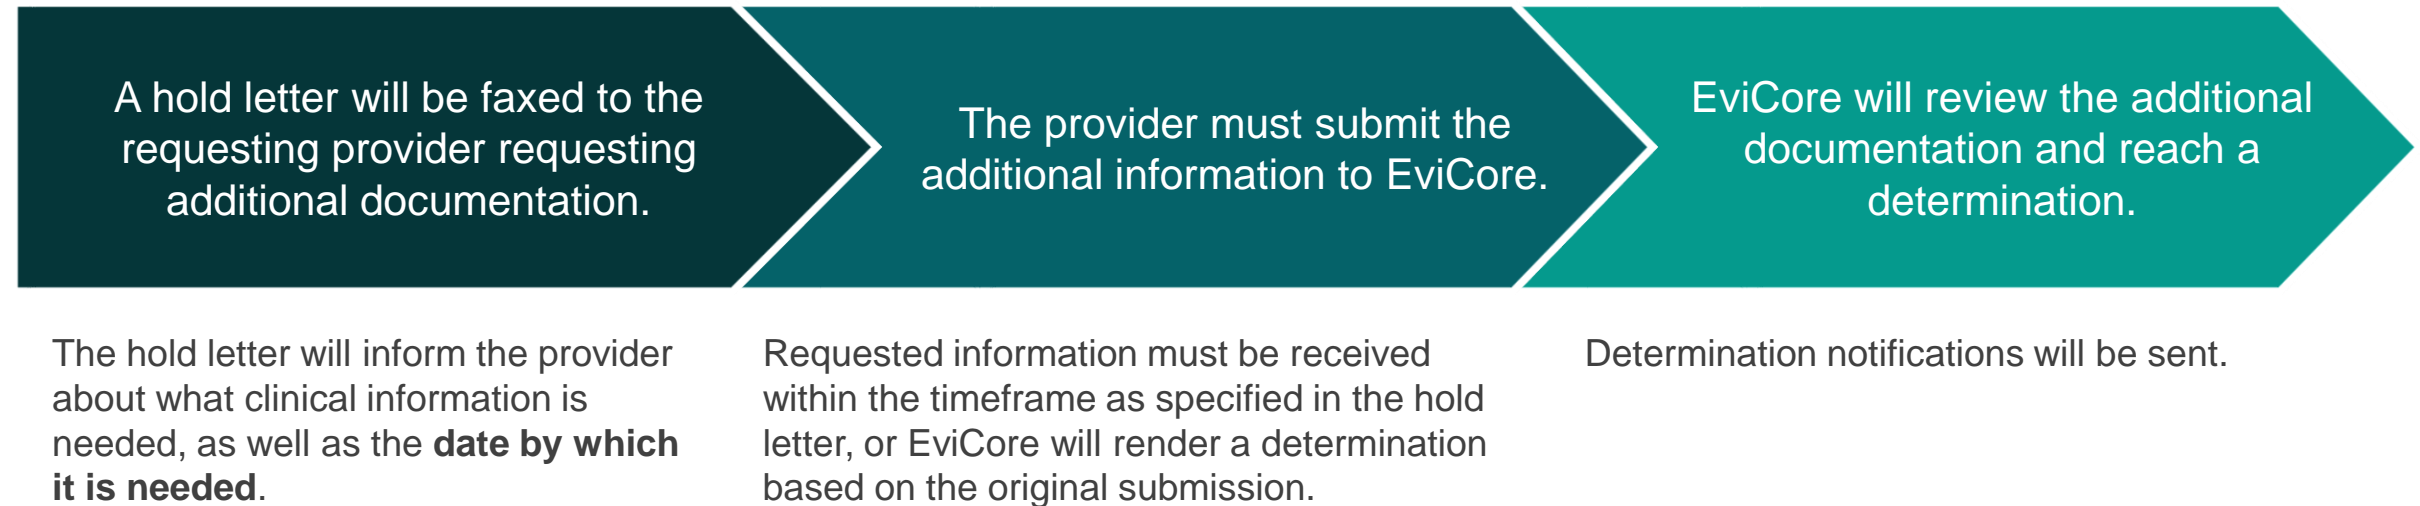 A hold letter will be faxed to the
requesting provider requesting
additional documentation.
The provider must submit the
additional information to EviCore.
EviCore will review the additional
documentation and reach a
determination.
The hold letter will inform the provider
about what clinical information is
needed, as well as the date by which
it is needed.
Requested information must be received
within the timeframe as specified in the hold
letter, or EviCore will render a determination
based on the original submission.
Determination notifications will be sent.